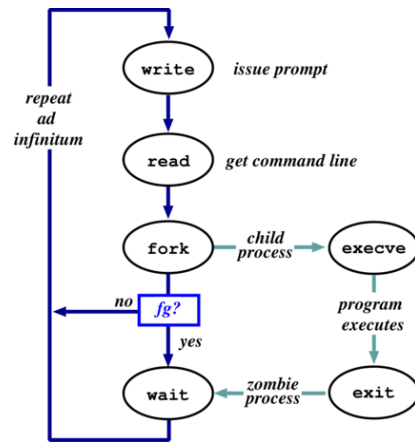 write
issue prompt
repeat
ad
infinitum
read
get command line
fork
child
process
execve
no
fg?
yes
program
executes
wait
zombie
process
exit